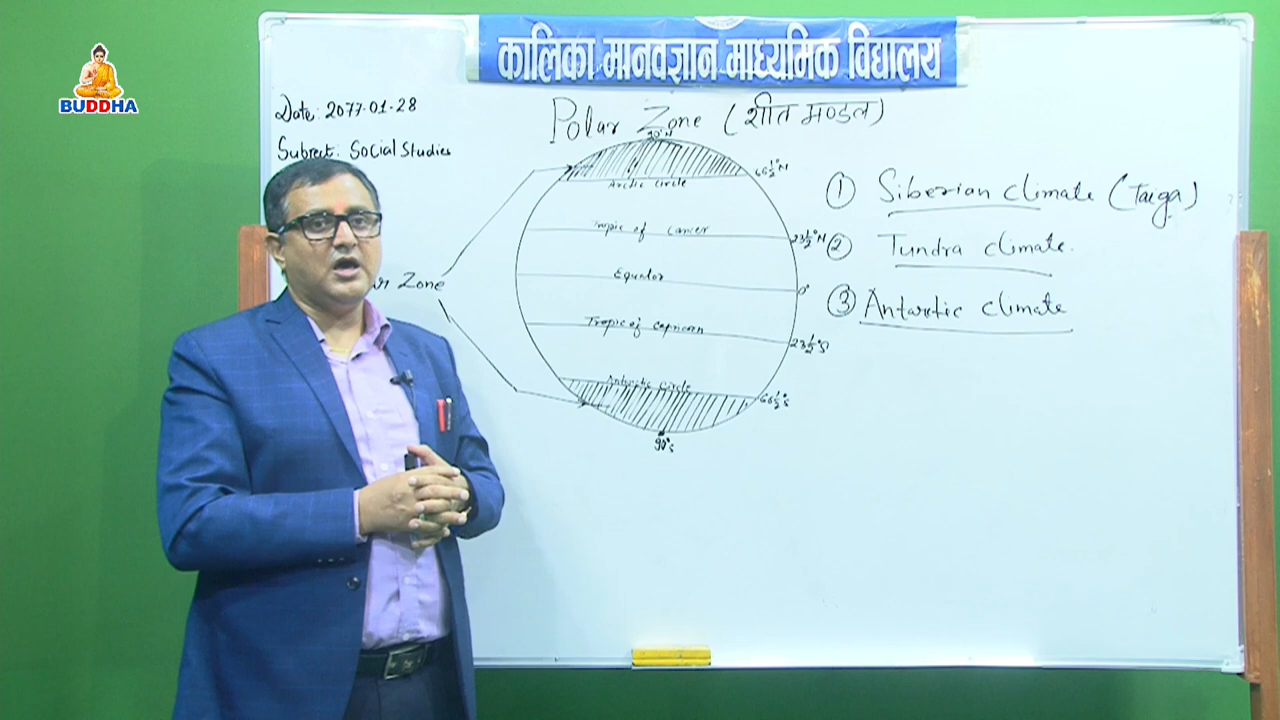 BUDDHA
कालिका मानवज्ञान माध्यमिक विद्यालय
Date: 2077-01-28
Subject: Social Studies
Polar Zone (शीत मण्डल)
90°N
66½°N
Arctic Circle
Tropic of Cancer
23½°N
Equator
0°
Tropic of Capricorn
23½°S
Antarctic Circle
66½°S
90°S
Zone
① Siberian climate (Taiga)
② Tundra climate.
③ Antarctic climate